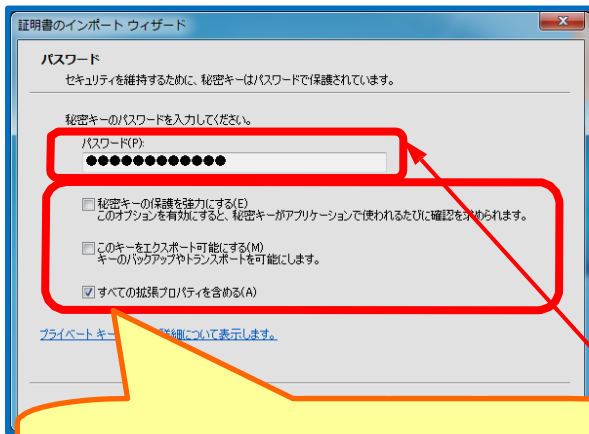 証明書のインポート ウィザード
パスワード
セキュリティを維持するために、秘密キーはパスワードで保護されています。
秘密キーのパスワードを入力してください。
パスワード(P):
●●●●●●●●●●●●
秘密キーの保護を強力にする(E)
このオプションを有効にすると、秘密キーがアプリケーションで使われるたびに確認を求められます。
このキーをエクスポート可能にする(M)
キーのバックアップやトランスポートを可能にします。
すべての拡張プロパティを含める(A)
プライベート キー 詳細について表示します。